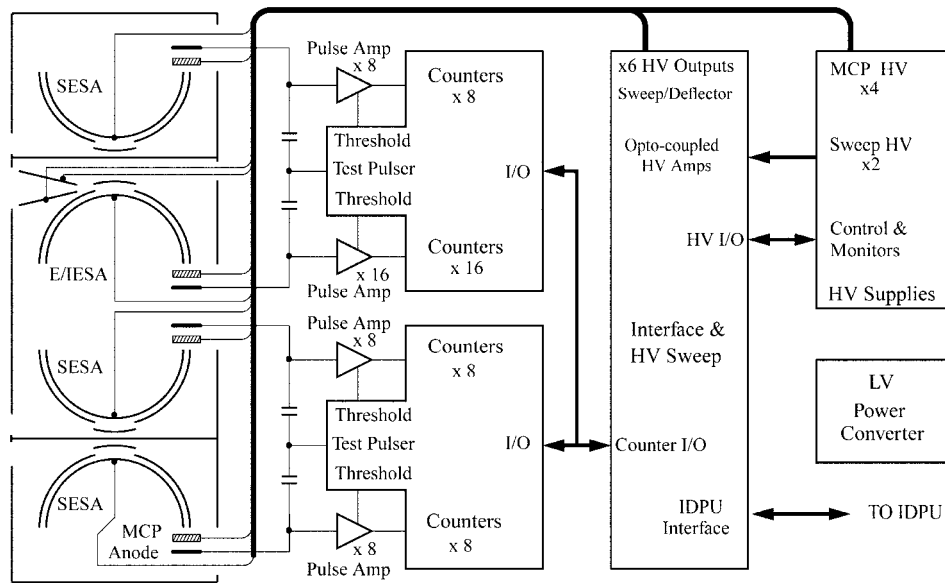 SESA
E/IESA
SESA
SESA
MCP
Anode
Pulse Amp
x 8
Counters
x 8
Threshold
Test Pulser
Threshold
I/O
x 16
Pulse Amp
Counters
x 16
Pulse Amp
x 8
Counters
x 8
Threshold
Test Pulser
Threshold
I/O
x 8
Pulse Amp
Counters
x 8
x6 HV Outputs
Sweep/Deflector
Opto-coupled
HV Amps
HV I/O
Interface &
HV Sweep
Counter I/O
IDPU
Interface
MCP HV
x4
Sweep HV
x2
Control &
Monitors
HV Supplies
LV
Power
Converter
TO IDPU